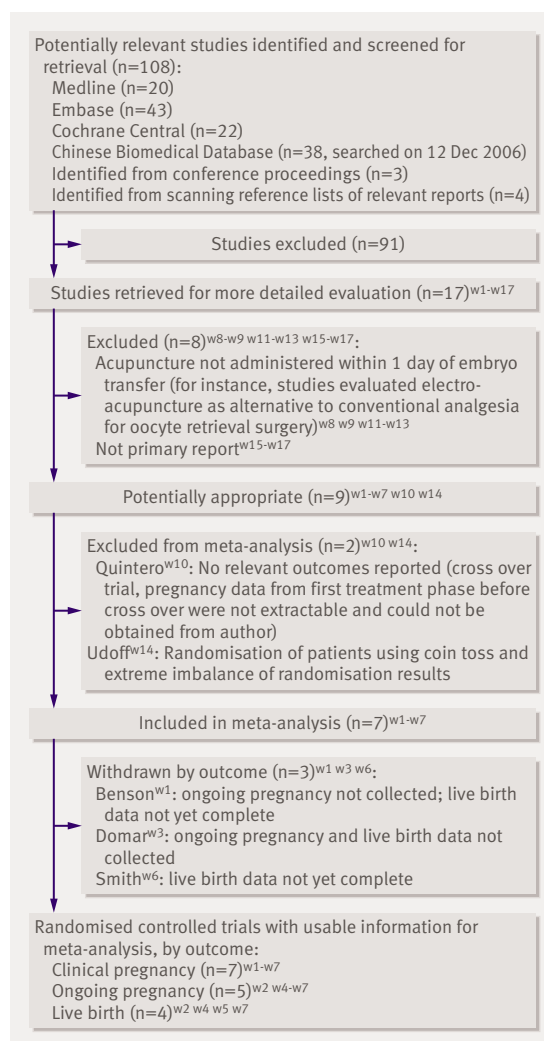 Potentially relevant studies identified and screened for
retrieval (n=108):
Medline (n=20)
Embase (n=43)
Cochrane Central (n=22)
Chinese Biomedical Database (n=38, searched on 12 Dec 2006)
Identified from conference proceedings (n=3)
Identified from scanning reference lists of relevant reports (n=4)
Studies excluded (n=91)
Studies retrieved for more detailed evaluation (n=17)w1-w17
Excluded (n=8)w8-w9 w11-w13 w15-w17:
Acupuncture not administered within 1 day of embryo
transfer (for instance, studies evaluated electro-
acupuncture as alternative to conventional analgesia
for oocyte retrieval surgery)w8 w9 w11-w13
Not primary reportw15-w17
Potentially appropriate (n=9)w1-w7 w10 w14
Excluded from meta-analysis (n=2)w10 w14:
Quinterow10: No relevant outcomes reported (cross over
trial, pregnancy data from first treatment phase before
cross over were not extractable and could not be
obtained from author)
Udoffw14: Randomisation of patients using coin toss and
extreme imbalance of randomisation results
Included in meta-analysis (n=7)w1-w7
Withdrawn by outcome (n=3)w1 w3 w6:
Bensonw1: ongoing pregnancy not collected; live birth
data not yet complete
Domarw3: ongoing pregnancy and live birth data not
collected
Smithw6: live birth data not yet complete
Randomised controlled trials with usable information for
meta-analysis, by outcome:
Clinical pregnancy (n=7)w1-w7
Ongoing pregnancy (n=5)w2 w4-w7
Live birth (n=4)w2 w4 w5 w7